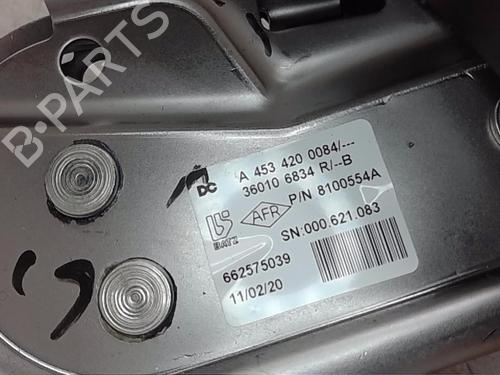 B-PARTS
DC
A 453 420 0084/---
36010 6834 R/--B
AFR
P/N 8100554A
BATZ
SN:000.621.083
662575039
11/02/20